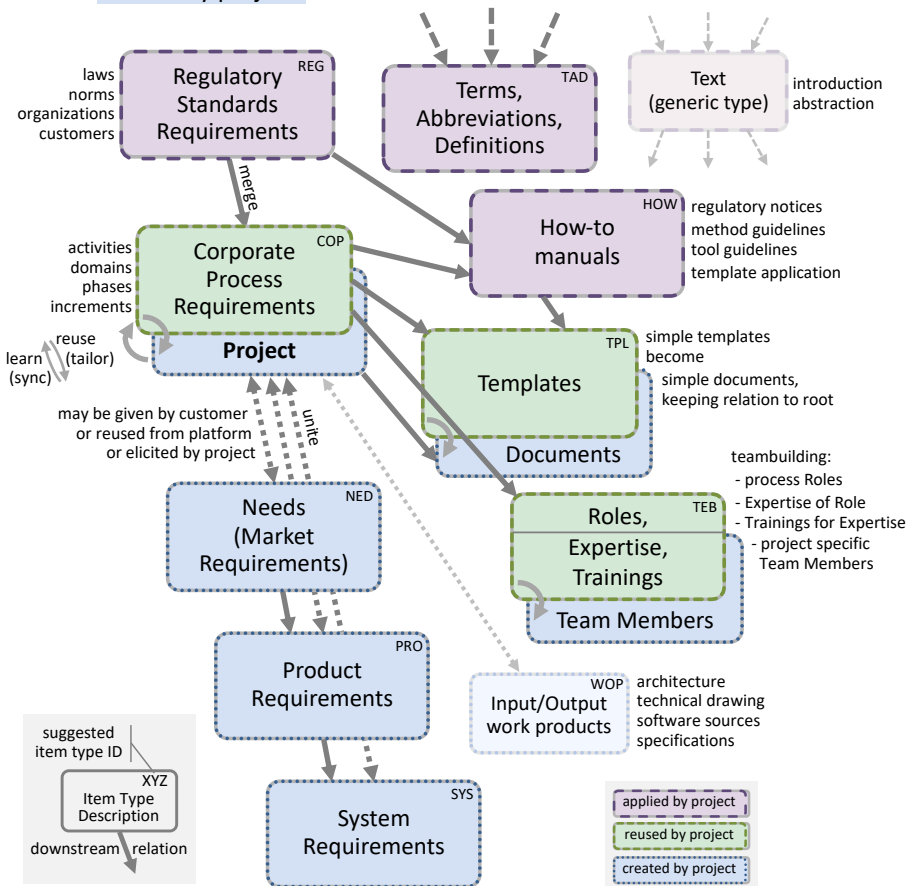 REG
Regulatory
Standards
Requirements
laws
norms
organizations
customers
TAD
Terms,
Abbreviations,
Definitions
Text
(generic type)
introduction
abstraction
merge
HOW
How-to
manuals
regulatory notices
method guidelines
tool guidelines
template application
COP
Corporate
Process
Requirements
Project
activities
domains
phases
increments
reuse
(tailor)
learn
(sync)
TPL
Templates
Documents
simple templates
become
simple documents,
keeping relation to root
may be given by customer
or reused from platform
or elicited by project
unite
NED
Needs
(Market
Requirements)
TEB
Roles,
Expertise,
Trainings
Team Members
teambuilding:
- process Roles
- Expertise of Role
- Trainings for Expertise
- project specific
Team Members
PRO
Product
Requirements
WOP
Input/Output
work products
architecture
technical drawing
software sources
specifications
SYS
System
Requirements
suggested
item type ID
XYZ
Item Type
Description
downstream relation
applied by project
reused by project
created by project